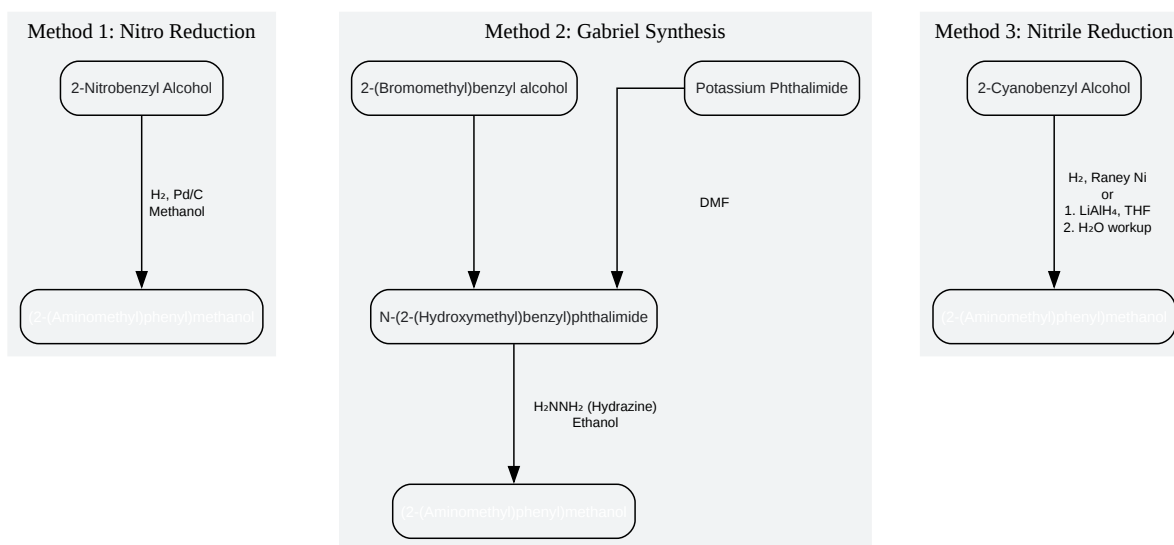 Method 1: Nitro Reduction
2-Nitrobenzyl Alcohol
H₂, Pd/C
Methanol
(2-(Aminomethyl)phenyl)methanol
Method 2: Gabriel Synthesis
2-(Bromomethyl)benzyl alcohol
Potassium Phthalimide
DMF
N-(2-(Hydroxymethyl)benzyl)phthalimide
H₂NNH₂ (Hydrazine)
Ethanol
(2-(Aminomethyl)phenyl)methanol
Method 3: Nitrile Reduction
2-Cyanobenzyl Alcohol
H₂, Raney Ni
or
1. LiAlH₄, THF
2. H₂O workup
(2-(Aminomethyl)phenyl)methanol